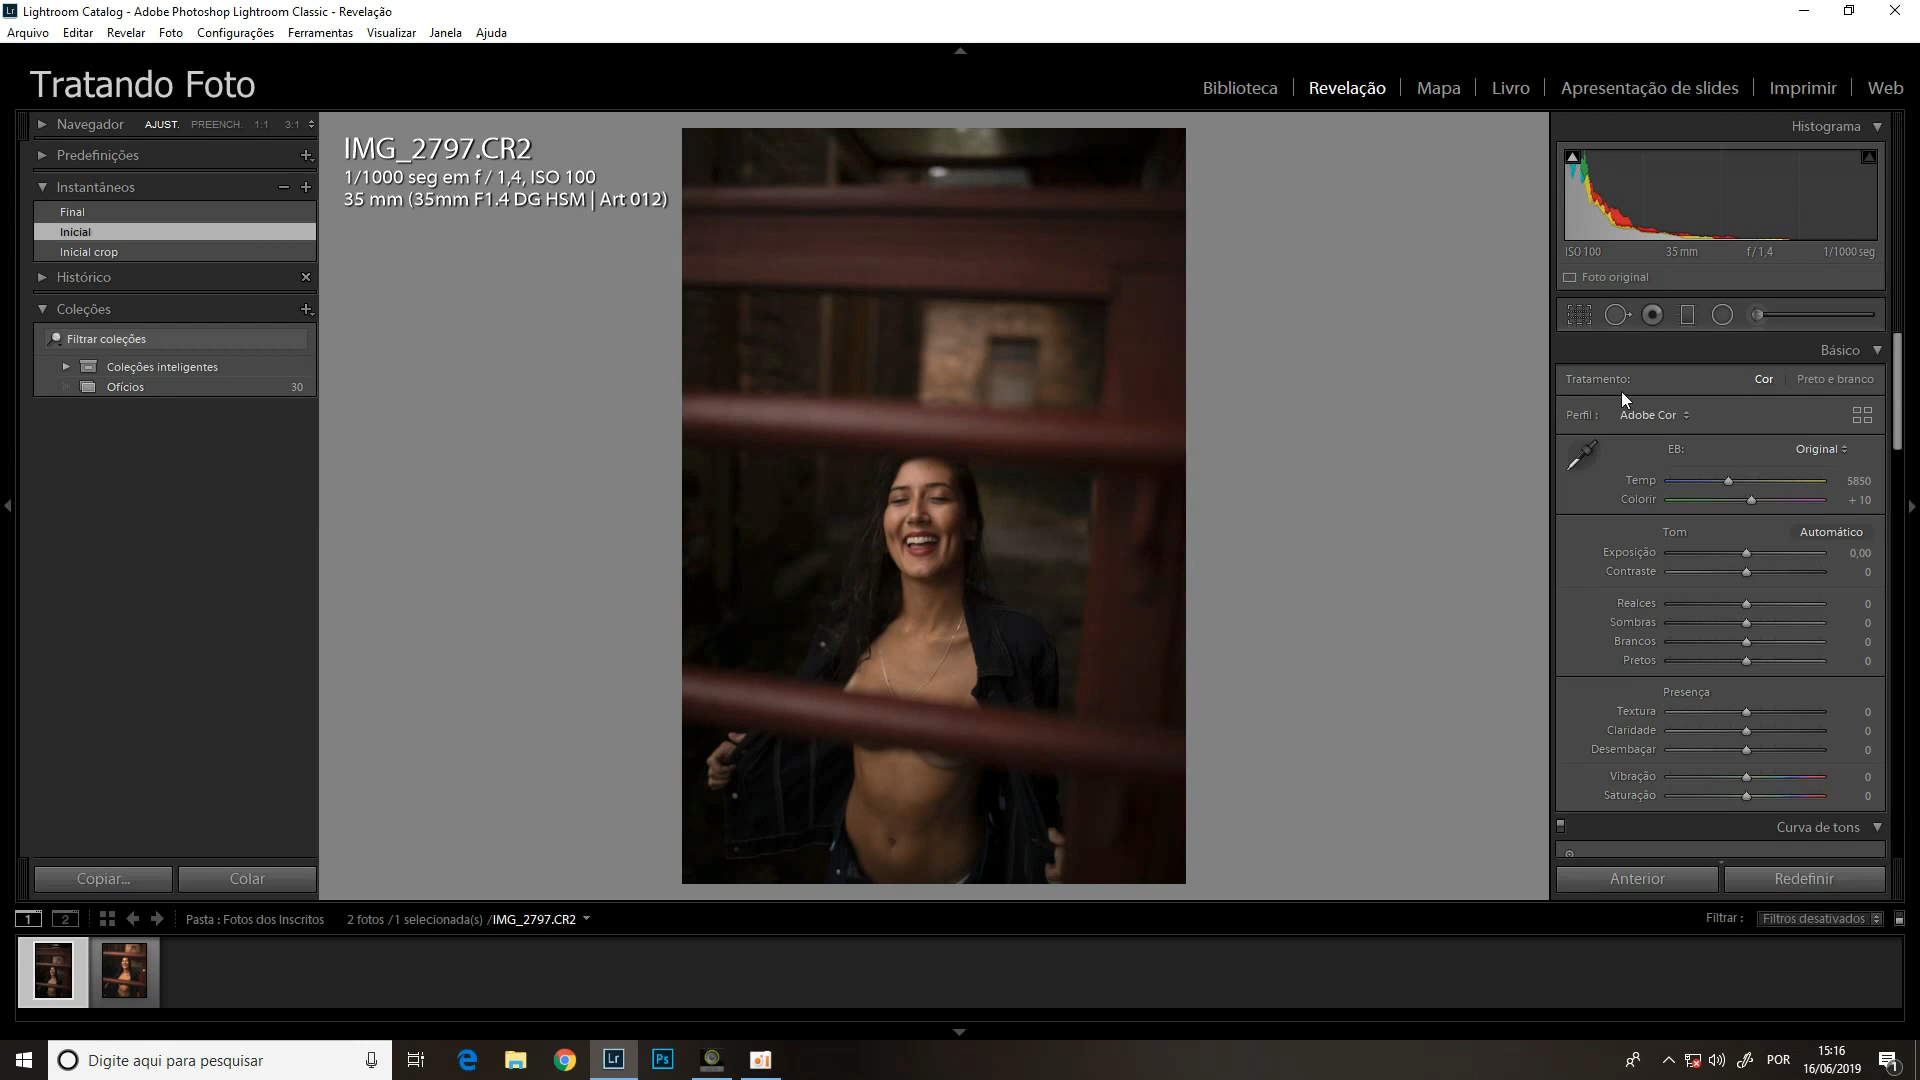 Lightroom Catalog - Adobe Photoshop Lightroom Classic - Revelação
Arquivo Editar Revelar Foto Configurações Ferramentas Visualizar Janela Ajuda
Tratando Foto
Biblioteca | Revelação | Mapa | Livro | Apresentação de slides | Imprimir | Web
Navegador AJUST. PREENCH. 1:1 3:1
Predefinições
Instantâneos
Final
Inicial
Inicial crop
Histórico
Coleções
Filtrar coleções
Coleções inteligentes
Ofícios 30
Copiar... Colar
IMG_2797.CR2
1/1000 seg em f / 1,4, ISO 100
35 mm (35mm F1.4 DG HSM | Art 012)
Histograma
ISO 100 35 mm f / 1,4 1/1000 seg
Foto original
Básico
Tratamento: Cor Preto e branco
Perfil : Adobe Cor
EB: Original
Temp 5850
Colorir + 10
Tom Automático
Exposição 0,00
Contraste 0
Realces 0
Sombras 0
Brancos 0
Pretos 0
Presença
Textura 0
Claridade 0
Desembaçar 0
Vibração 0
Saturação 0
Curva de tons
Anterior Redefinir
1 2 Pasta : Fotos dos Inscritos 2 fotos /1 selecionada(s) /IMG_2797.CR2 Filtrar : Filtros desativados
Lr Ps
Digite aqui para pesquisar
POR
15:16
16/06/2019
1